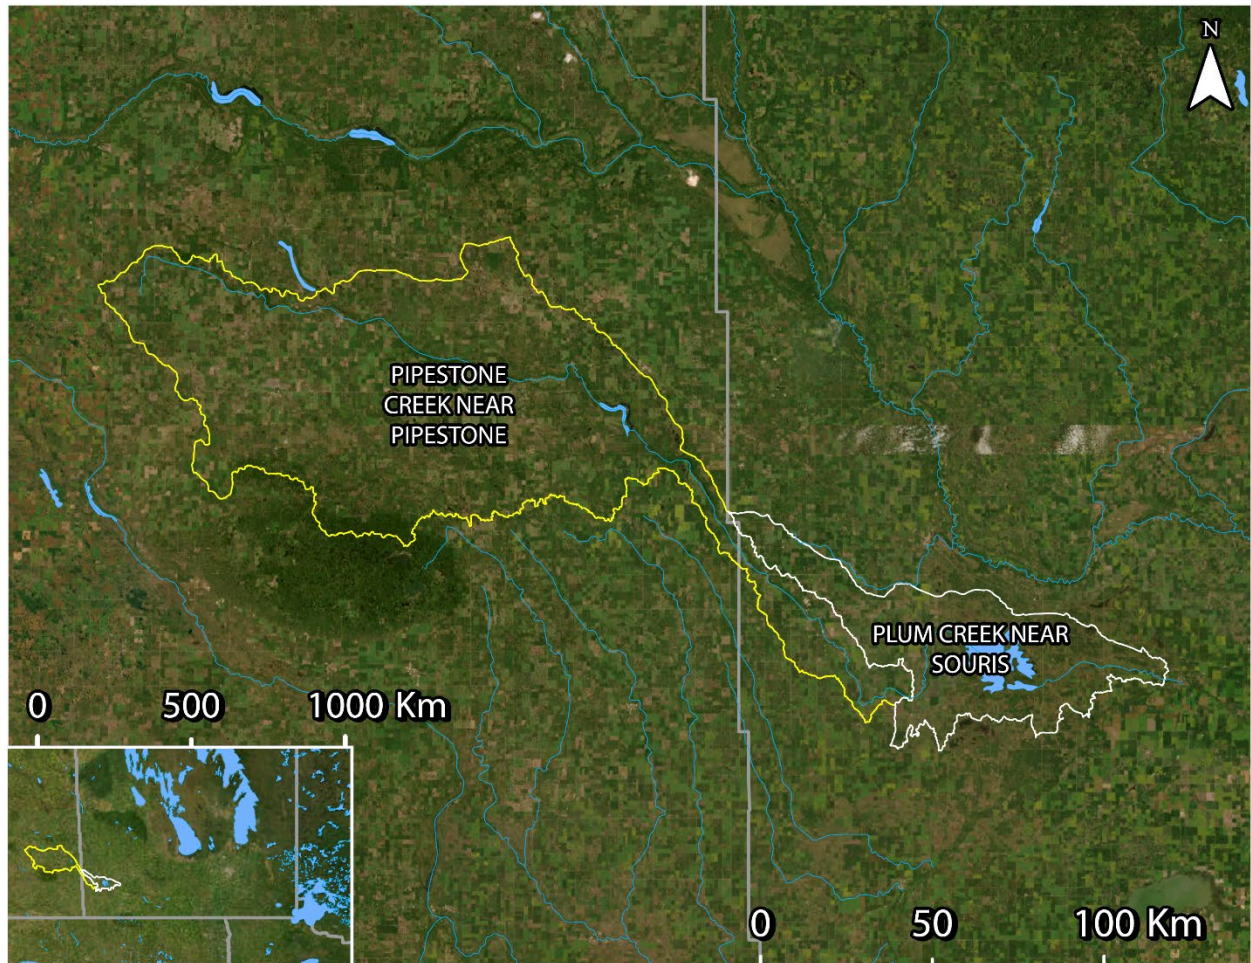 N
PIPESTONE
CREEK NEAR
PIPESTONE
PLUM CREEK NEAR
SOURIS
0 500 1000 Km
0 50 100 Km